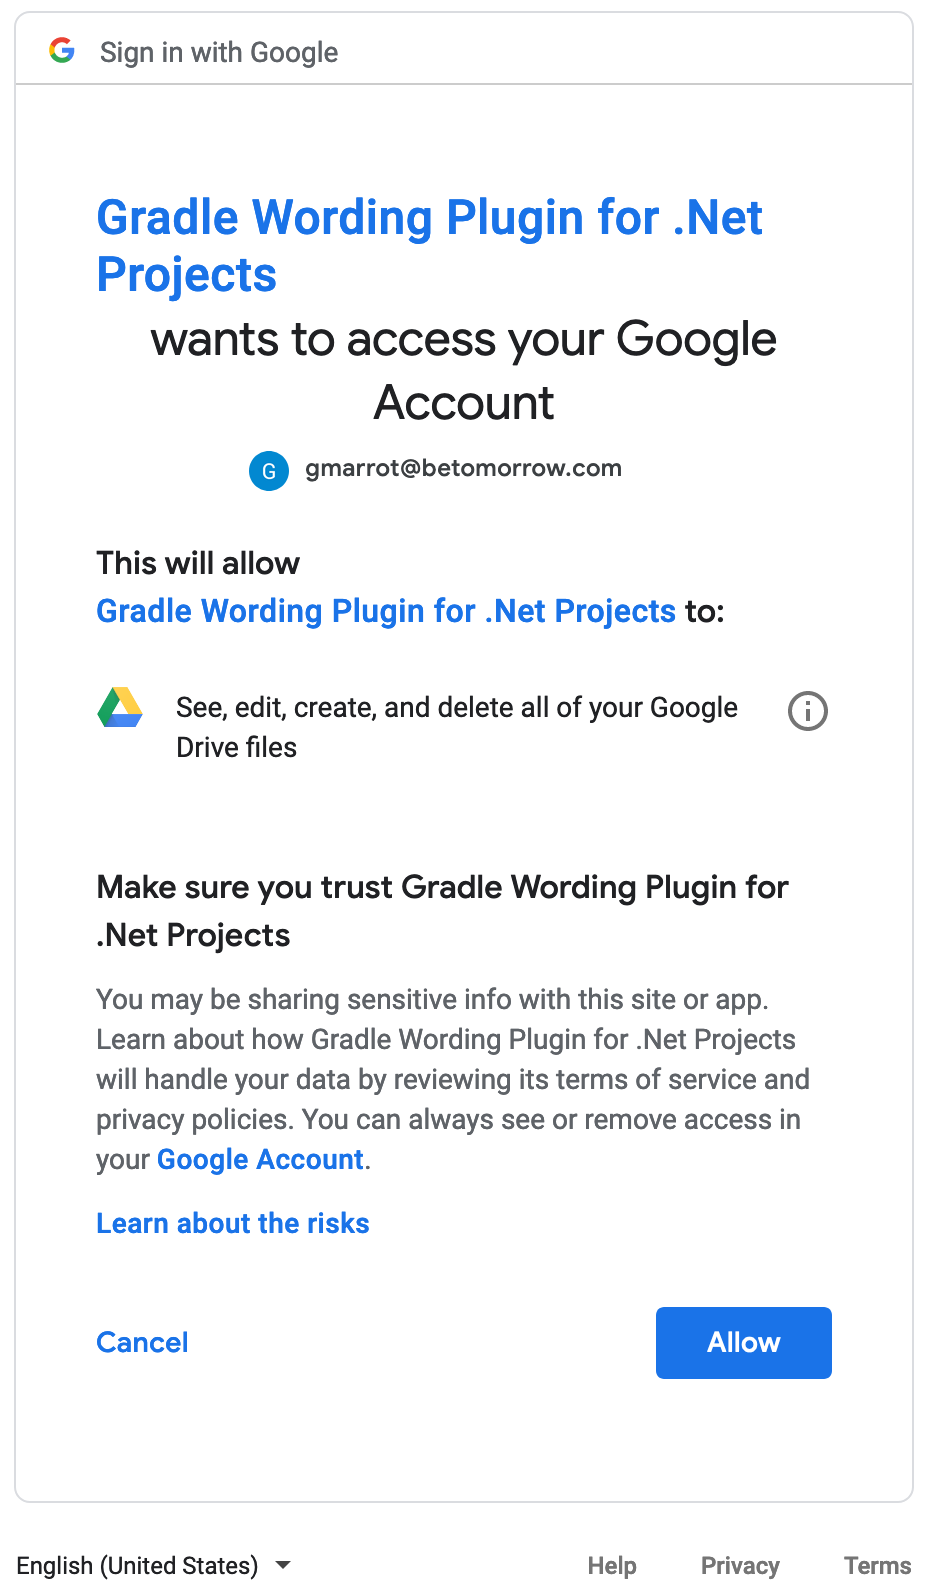 Sign in with Google
Gradle Wording Plugin for .Net
Projects
wants to access your Google
Account
G gmarrot@betomorrow.com
This will allow
Gradle Wording Plugin for .Net Projects to:
See, edit, create, and delete all of your Google
Drive files
Make sure you trust Gradle Wording Plugin for
.Net Projects
You may be sharing sensitive info with this site or app.
Learn about how Gradle Wording Plugin for .Net Projects
will handle your data by reviewing its terms of service and
privacy policies. You can always see or remove access in
your Google Account.
Learn about the risks
Cancel Allow
English (United States) Help Privacy Terms